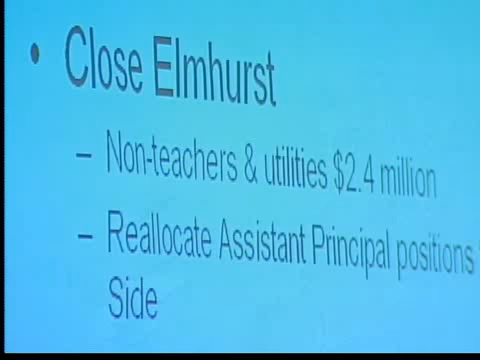 • Close Elmhurst
– Non-teachers & utilities $2.4 million
– Reallocate Assistant Principal positions
Side